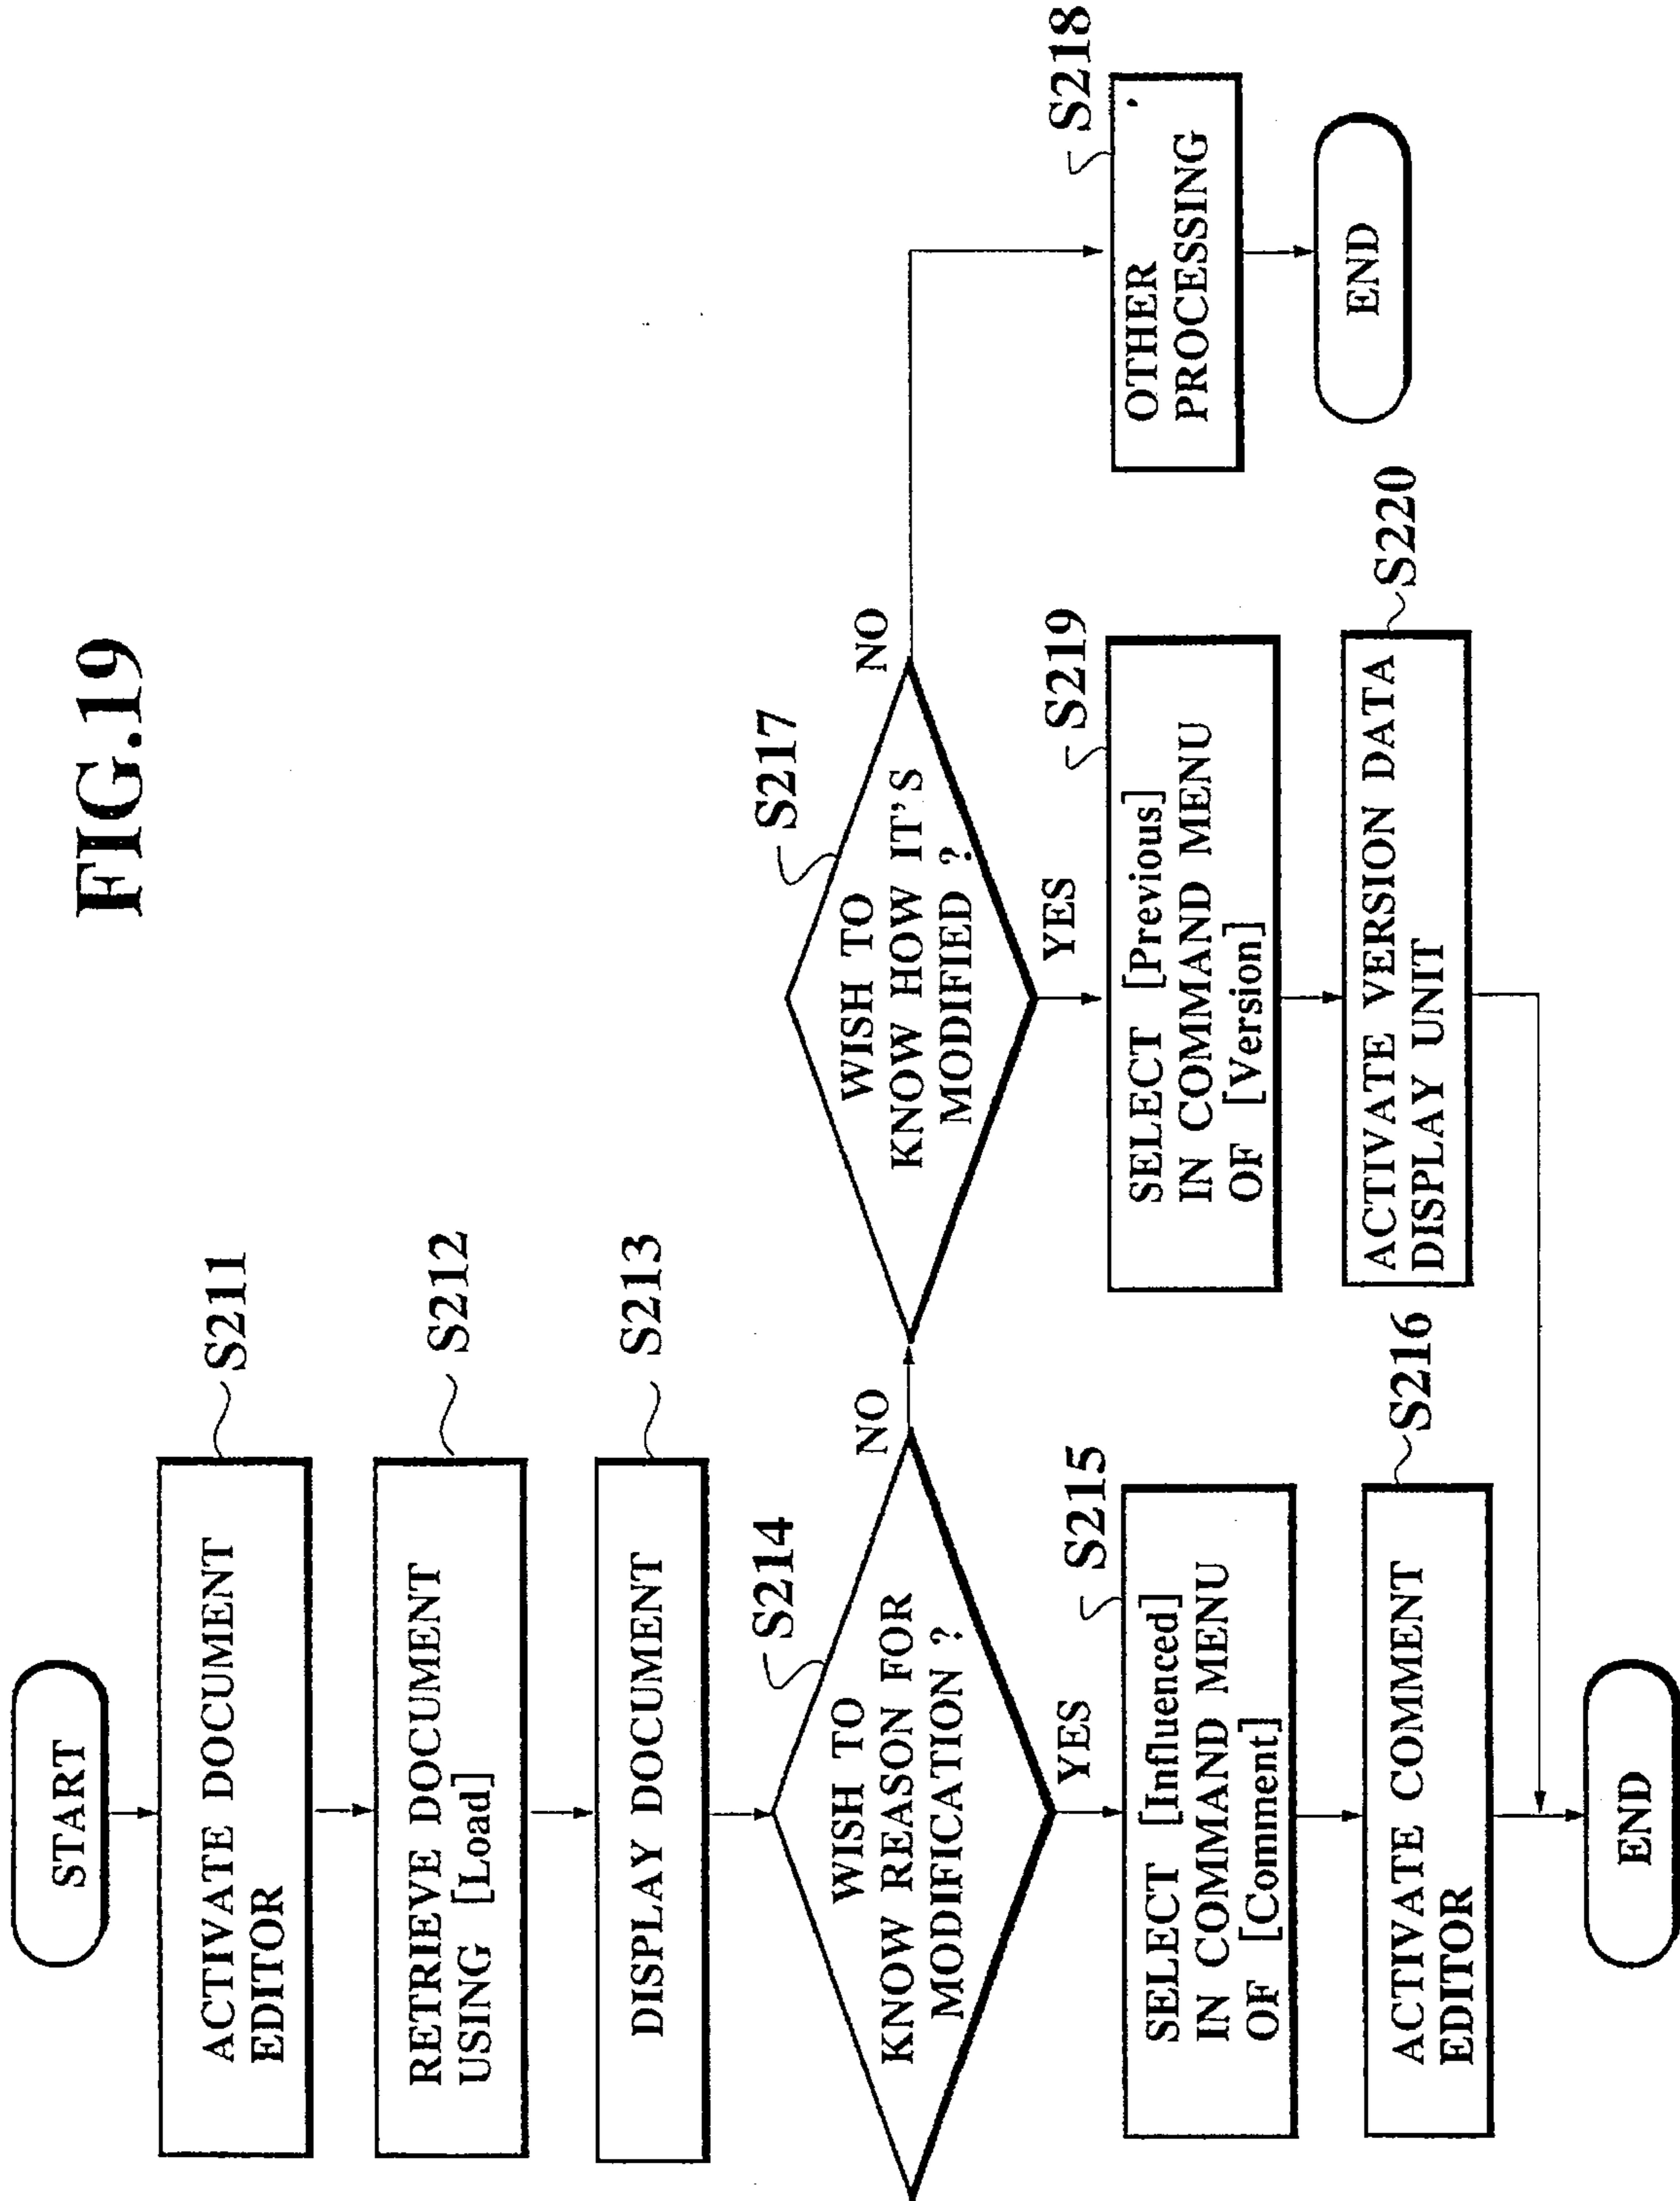 FIG.19
START
ACTIVATE DOCUMENT
EDITOR
S211
RETRIEVE DOCUMENT
USING [Load]
S212
DISPLAY DOCUMENT
S213
WISH TO
KNOW REASON FOR
MODIFICATION ?
S214
NO
YES
SELECT [Influenced]
IN COMMAND MENU
OF [Comment]
S215
ACTIVATE COMMENT
EDITOR
S216
END
WISH TO
KNOW HOW IT'S
MODIFIED ?
S217
NO
YES
SELECT [Previous]
IN COMMAND MENU
OF [Version]
S219
ACTIVATE VERSION DATA
DISPLAY UNIT
S220
OTHER
PROCESSING
S218
END